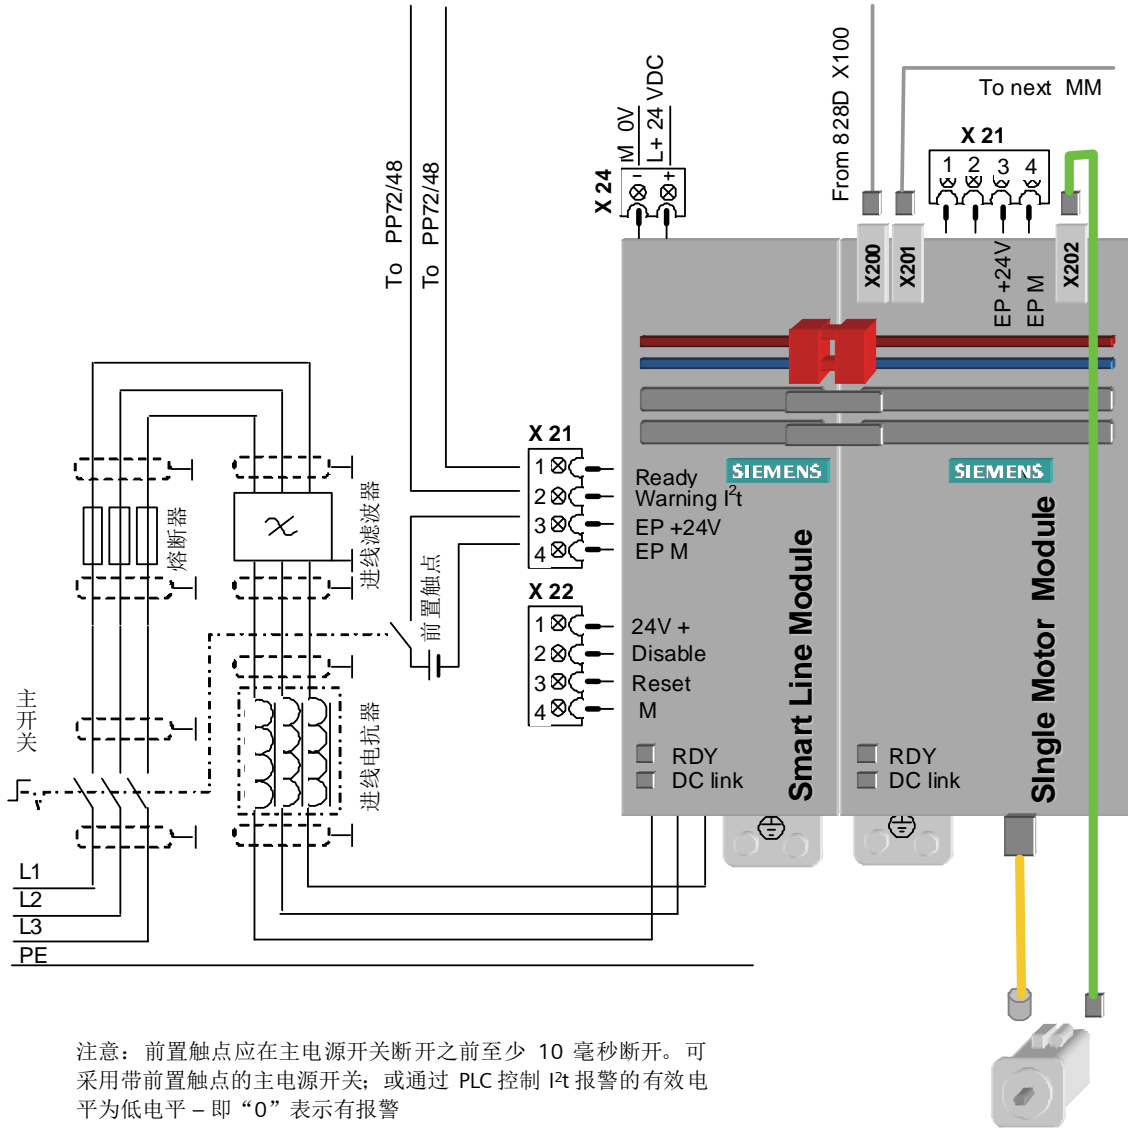 From 828D X100
To next MM
X 21
1 2 3 4
M 0V
L+ 24 VDC
X 24
- +
To PP72/48
To PP72/48
X200
X201
X202
EP +24V
EP M
X 21
1
2
3
4
Ready
Warning I²t
EP +24V
EP M
SIEMENS
SIEMENS
熔断器
进线滤波器
前置触点
X 22
1
2
3
4
24V +
Disable
Reset
M
主开关
进线电抗器
RDY
DC link
Smart Line Module
RDY
DC link
SIngle Motor Module
L1
L2
L3
PE
注意：前置触点应在主电源开关断开之前至少 10 毫秒断开。可
采用带前置触点的主电源开关；或通过 PLC 控制 I²t 报警的有效电
平为低电平 – 即“0”表示有报警